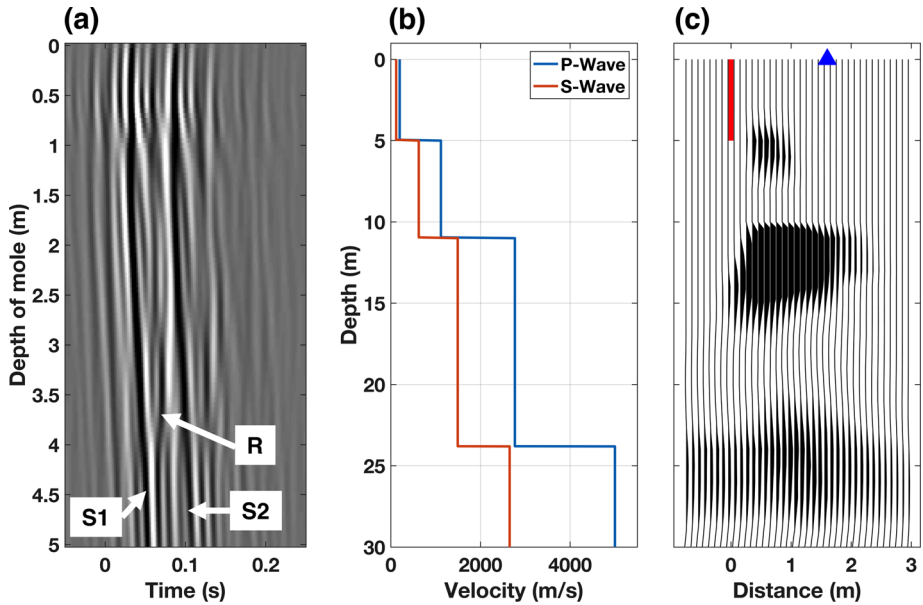 (a)
0
0.5
1
1.5
2
2.5
3
3.5
4
4.5
5
Depth of mole (m)
R
S1
S2
0
0.1
0.2
Time (s)
(b)
P-Wave
S-Wave
0
5
10
15
20
25
30
Depth (m)
0
2000
4000
Velocity (m/s)
(c)
0
1
2
3
Distance (m)